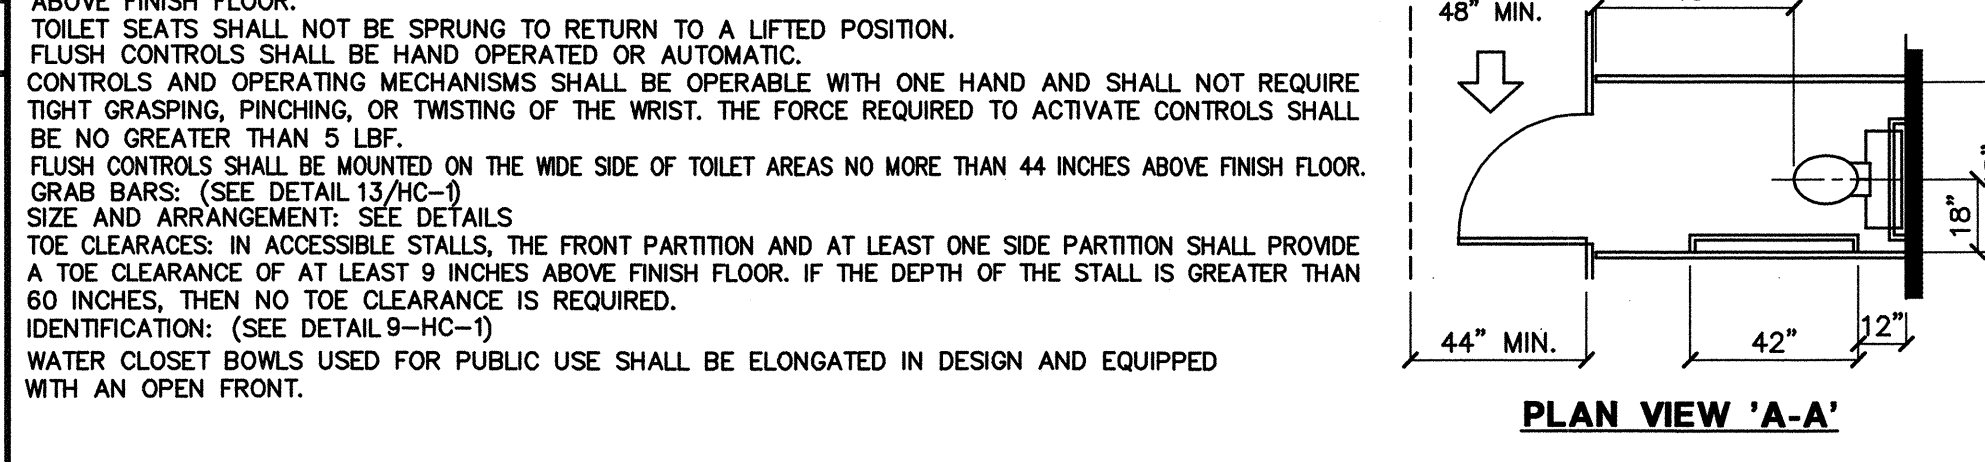 ABOVE FINISH FLOOR.
TOILET SEATS SHALL NOT BE SPRUNG TO RETURN TO A LIFTED POSITION.
FLUSH CONTROLS SHALL BE HAND OPERATED OR AUTOMATIC.
CONTROLS AND OPERATING MECHANISMS SHALL BE OPERABLE WITH ONE HAND AND SHALL NOT REQUIRE
TIGHT GRASPING, PINCHING, OR TWISTING OF THE WRIST. THE FORCE REQUIRED TO ACTIVATE CONTROLS SHALL
BE NO GREATER THAN 5 LBF.
FLUSH CONTROLS SHALL BE MOUNTED ON THE WIDE SIDE OF TOILET AREAS NO MORE THAN 44 INCHES ABOVE FINISH FLOOR.
GRAB BARS: (SEE DETAIL 13/HC-1)
SIZE AND ARRANGEMENT: SEE DETAILS
TOE CLEARACES: IN ACCESSIBLE STALLS, THE FRONT PARTITION AND AT LEAST ONE SIDE PARTITION SHALL PROVIDE
A TOE CLEARANCE OF AT LEAST 9 INCHES ABOVE FINISH FLOOR. IF THE DEPTH OF THE STALL IS GREATER THAN
60 INCHES, THEN NO TOE CLEARANCE IS REQUIRED.
IDENTIFICATION: (SEE DETAIL 9-HC-1)
WATER CLOSET BOWLS USED FOR PUBLIC USE SHALL BE ELONGATED IN DESIGN AND EQUIPPED
WITH AN OPEN FRONT.
48" MIN.
18"
44" MIN.
42"
12"
PLAN VIEW 'A-A'